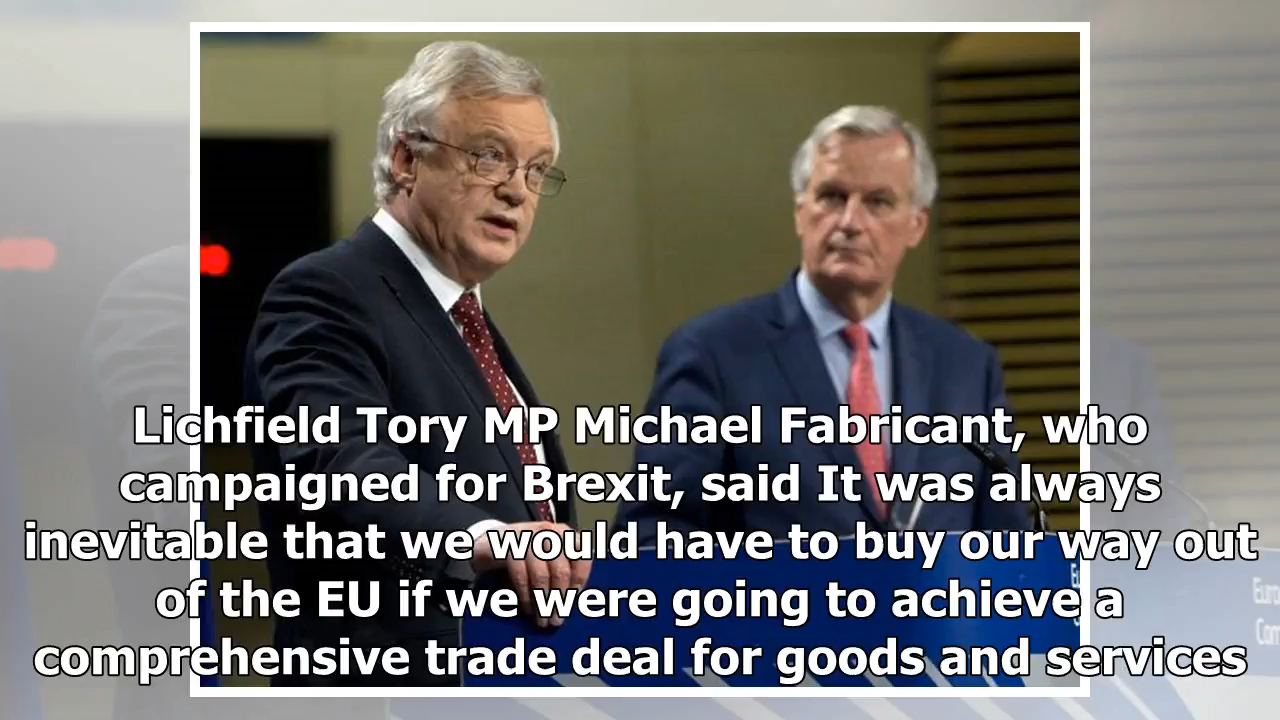 Lichfield Tory MP Michael Fabricant, who
campaigned for Brexit, said It was always
inevitable that we would have to buy our way out
of the EU if we were going to achieve a
comprehensive trade deal for goods and services